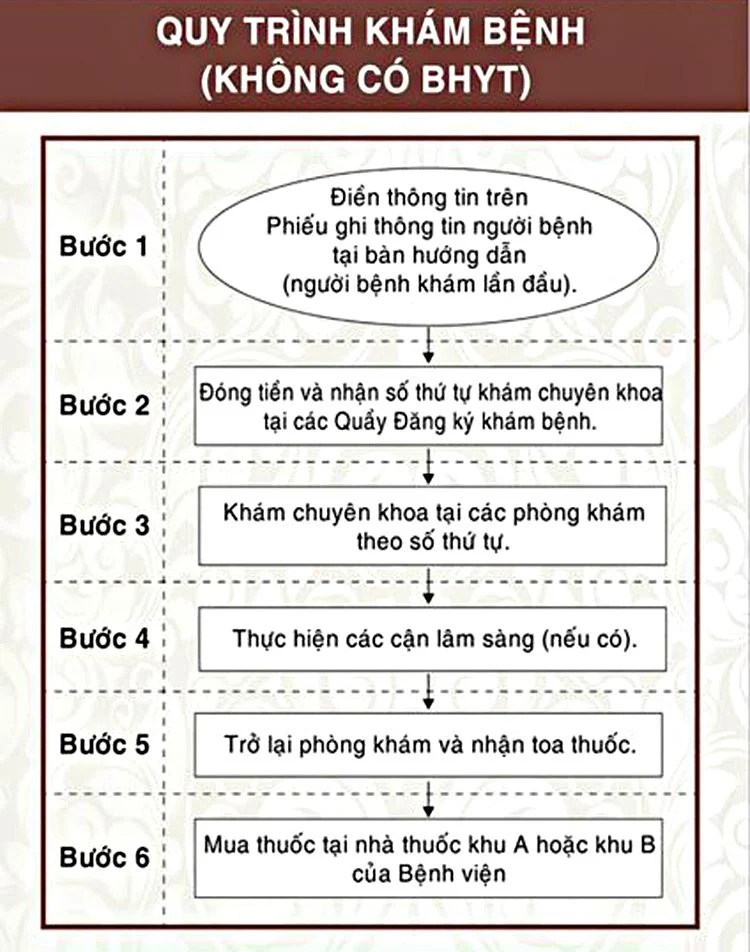 QUY TRÌNH KHÁM BỆNH
(KHÔNG CÓ BHYT)
Bước 1
Điền thông tin trên
Phiếu ghi thông tin người bệnh
tại bàn hướng dẫn
(người bệnh khám lần đầu).
Bước 2
Đóng tiền và nhận số thứ tự khám chuyên khoa
tại các Quầy Đăng ký khám bệnh.
Bước 3
Khám chuyên khoa tại các phòng khám
theo số thứ tự.
Bước 4
Thực hiện các cận lâm sàng (nếu có).
Bước 5
Trở lại phòng khám và nhận toa thuốc.
Bước 6
Mua thuốc tại nhà thuốc khu A hoặc khu B
của Bệnh viện